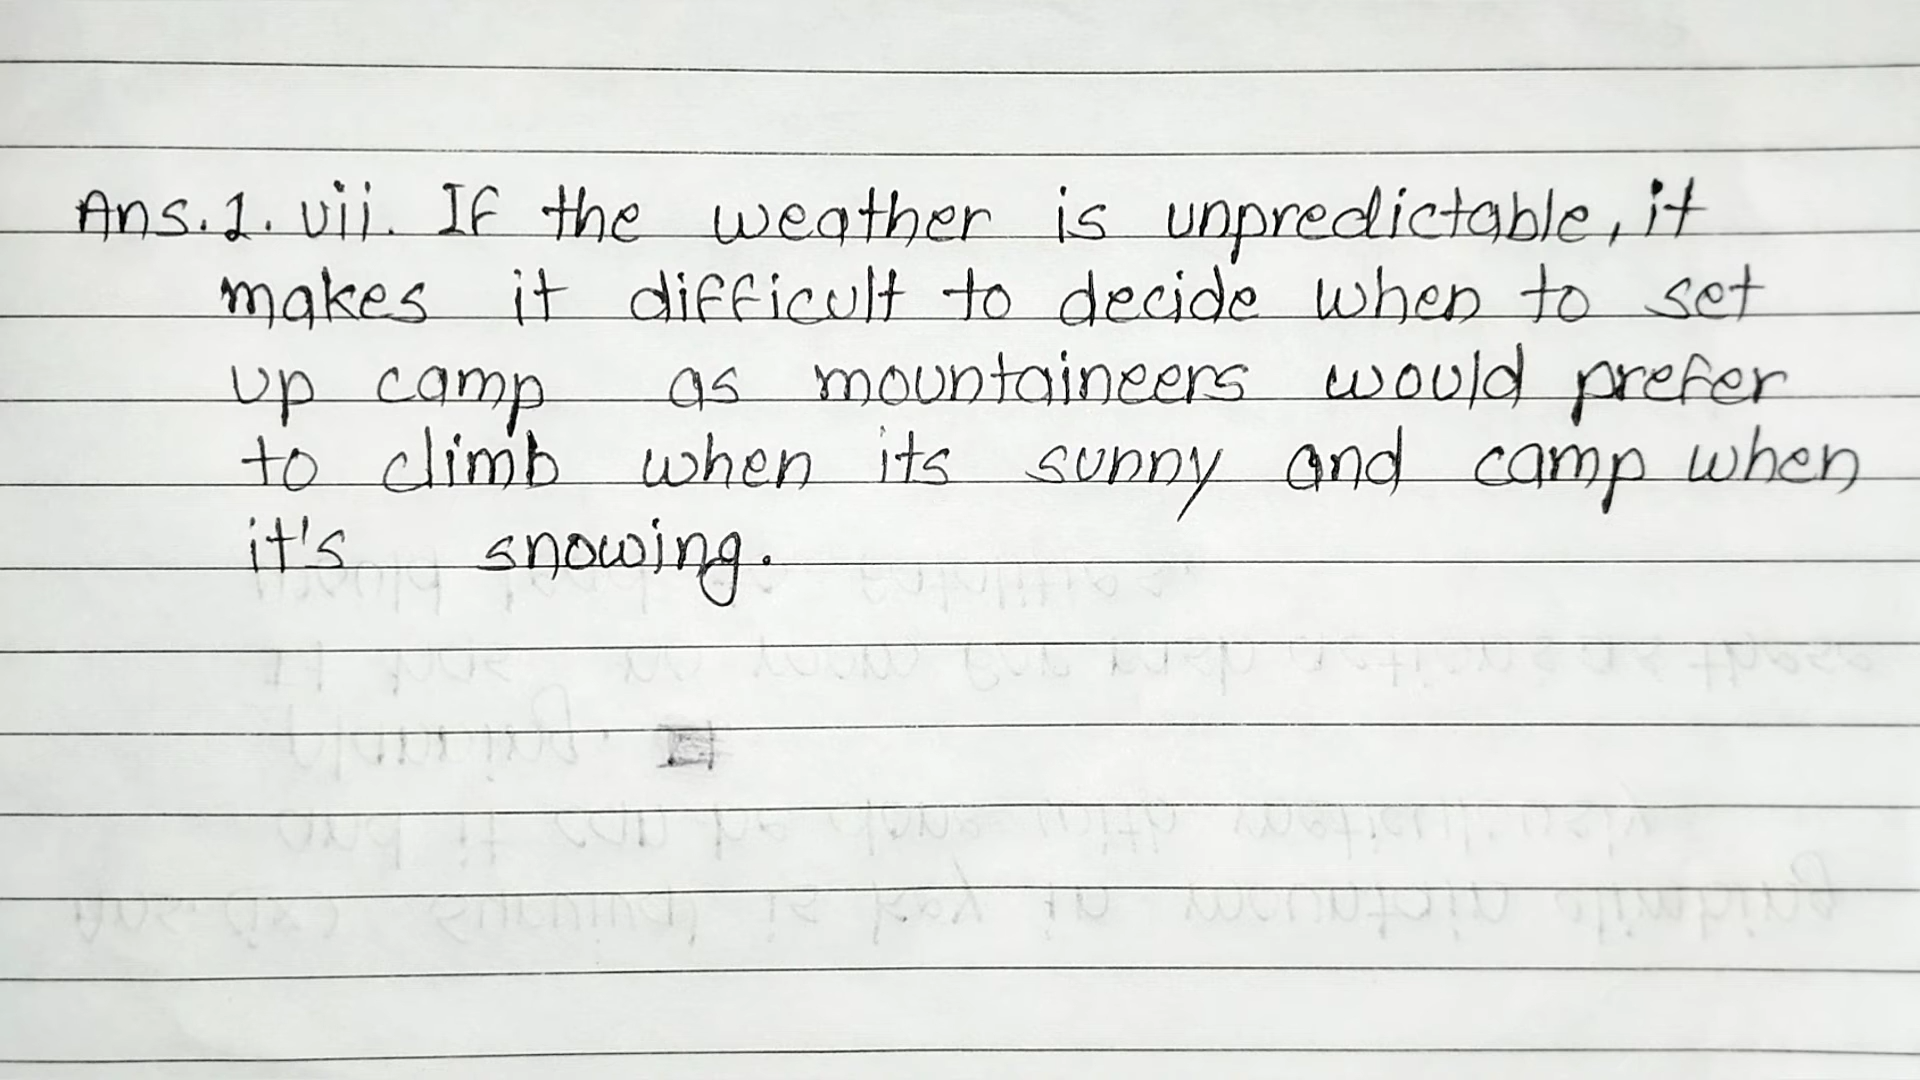 Ans.1. vii. If the weather is unpredictable, it
makes it difficult to decide when to set
up camp as mountaineers would prefer
to climb when its sunny and camp when
it's snowing.